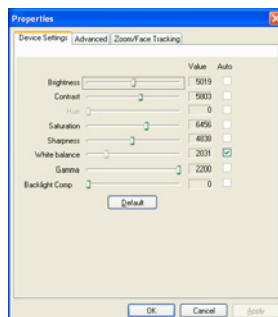 Properties
Device Settings Advanced Zoom/Face Tracking
Value Auto
Brightness 5019
Contrast 5803
Hue 0
Saturation 6456
Sharpness 4838
White balance 2031
Gamma 2200
Backlight Comp 0
Default
OK Cancel Apply